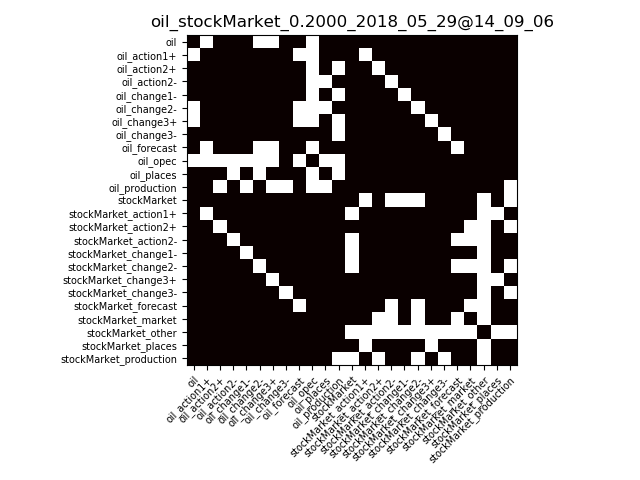 oil_stockMarket_0.2000_2018_05_29@14_09_06
oil
oil_action1+
oil_action2+
oil_action2-
oil_change1-
oil_change2-
oil_change3+
oil_change3-
oil_forecast
oil_opec
oil_places
oil_production
stockMarket
stockMarket_action1+
stockMarket_action2+
stockMarket_action2-
stockMarket_change1-
stockMarket_change2-
stockMarket_change3+
stockMarket_change3-
stockMarket_forecast
stockMarket_market
stockMarket_other
stockMarket_places
stockMarket_production
oil
oil_action1+
oil_action2+
oil_action2-
oil_change1-
oil_change2-
oil_change3+
oil_change3-
oil_forecast
oil_opec
oil_places
oil_production
stockMarket
stockMarket_action1+
stockMarket_action2+
stockMarket_action2-
stockMarket_change1-
stockMarket_change2-
stockMarket_change3+
stockMarket_change3-
stockMarket_forecast
stockMarket_market
stockMarket_other
stockMarket_places
stockMarket_production